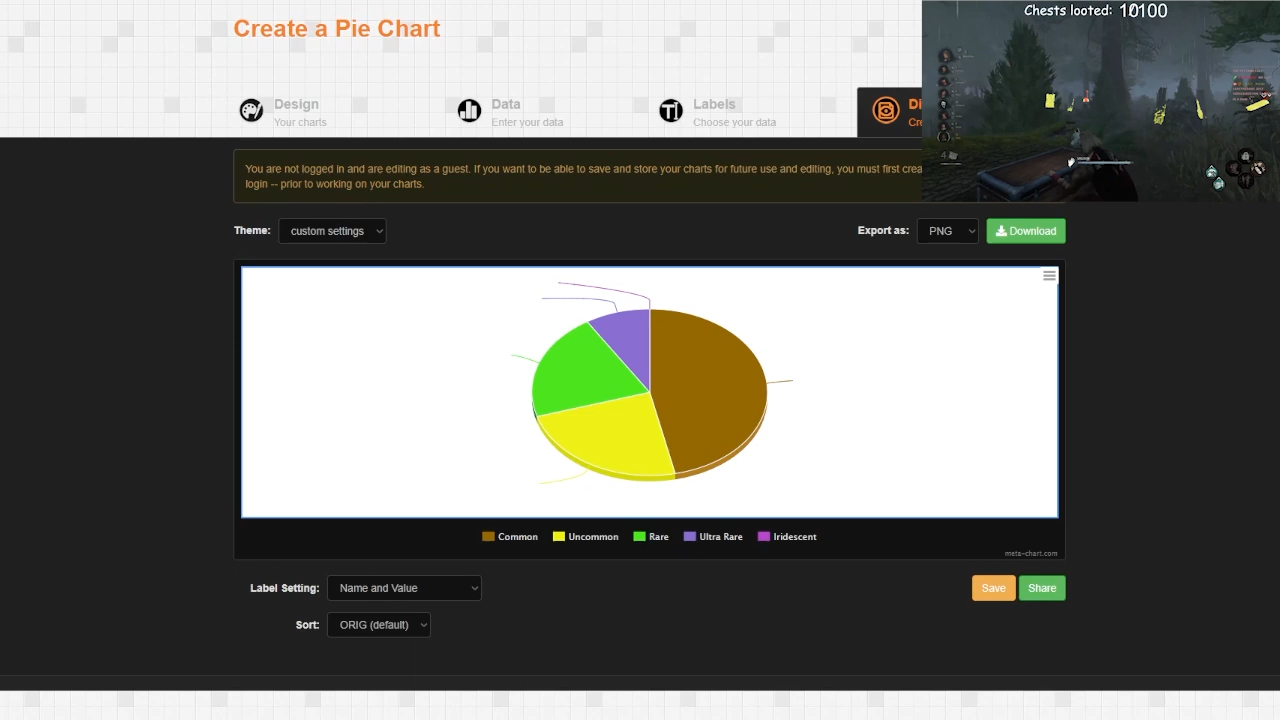 Create a Pie Chart
Chests looted:
Design
Your charts
Data
Enter your data
Labels
Choose your data
You are not logged in and are editing as a guest. If you want to be able to save and store your charts for future use and editing, you must first
login -- prior to working on your charts.
Theme: custom settings
Export as: PNG Download
Common Uncommon Rare Ultra Rare Iridescent
meta-chart.com
Label Setting: Name and Value
Save Share
Sort: ORIG (default)